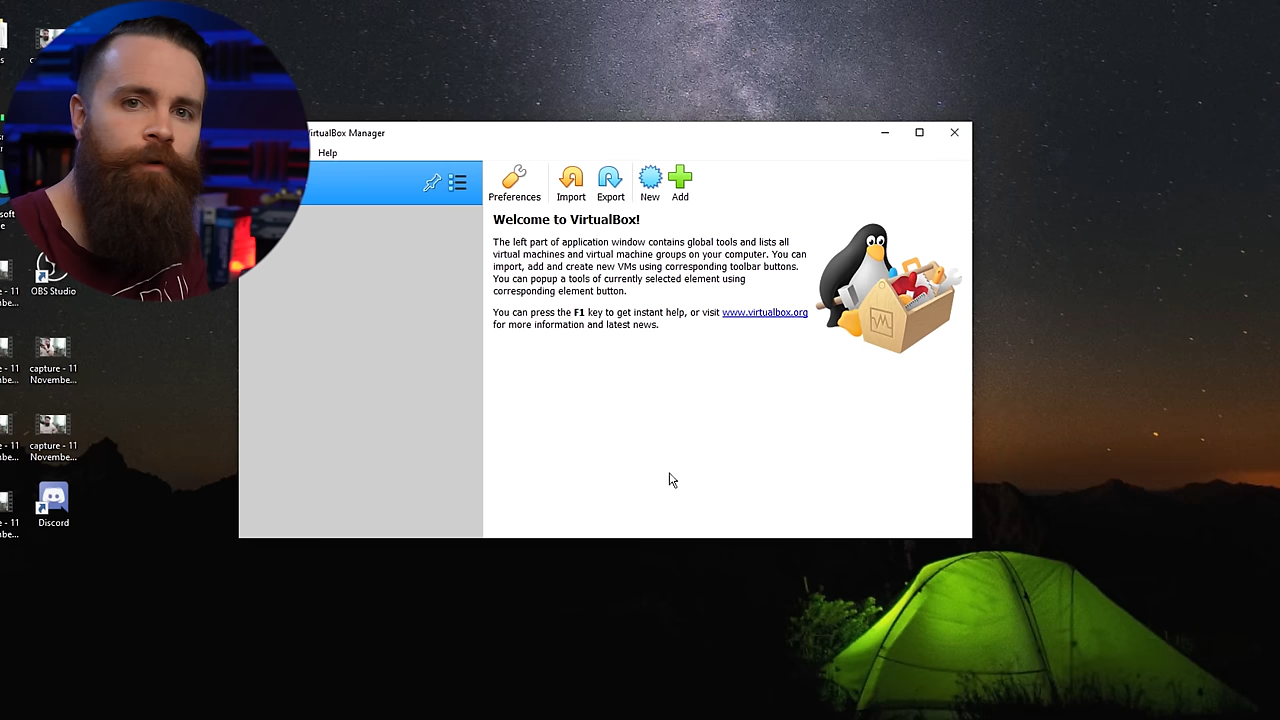 VirtualBox Manager
Help
Preferences
Import
Export
New
Add
Welcome to VirtualBox!
The left part of application window contains global tools and lists all
virtual machines and virtual machine groups on your computer. You can
import, add and create new VMs using corresponding toolbar buttons.
You can popup a tools of currently selected element using
corresponding element button.
You can press the F1 key to get instant help, or visit www.virtualbox.org
for more information and latest news.
OBS Studio
capture - 11
Novembe...
capture - 11
Novembe...
Discord